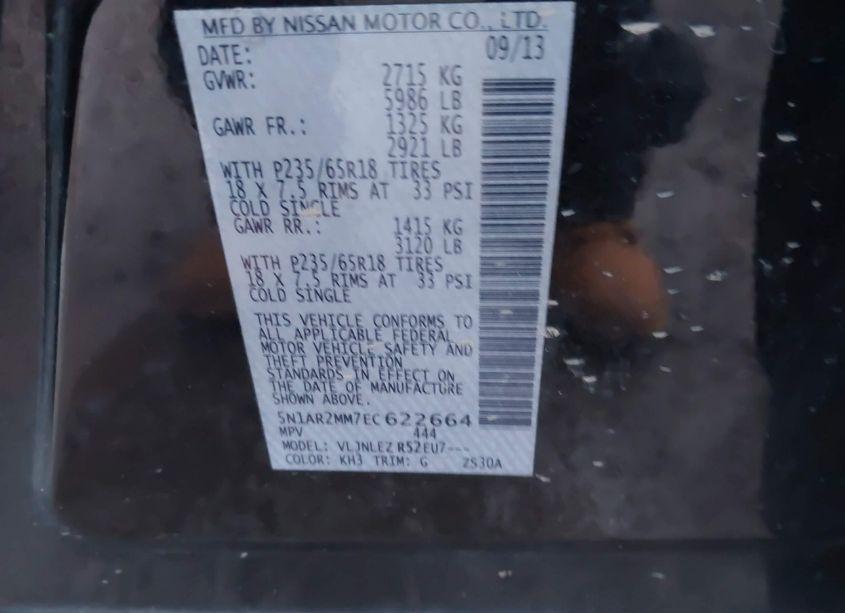 MFD BY NISSAN MOTOR CO., LTD.
DATE: 09/13
GVWR: 2715 KG
5986 LB
GAWR FR.: 1325 KG
2921 LB
WITH P235/65R18 TIRES
18 X 7.5 RIMS AT 33 PSI
COLD SINGLE
GAWR RR.: 1415 KG
3120 LB
WITH P235/65R18 TIRES
18 X 7.5 RIMS AT 33 PSI
COLD SINGLE
THIS VEHICLE CONFORMS TO
ALL APPLICABLE FEDERAL
MOTOR VEHICLE SAFETY AND
THEFT PREVENTION
STANDARDS IN EFFECT ON
THE DATE OF MANUFACTURE
SHOWN ABOVE.
5N1AR2MM7EC622664
MPV 444
MODEL: VLJNLEZ R52EU7---
COLOR: KH3 TRIM: G ZS30A